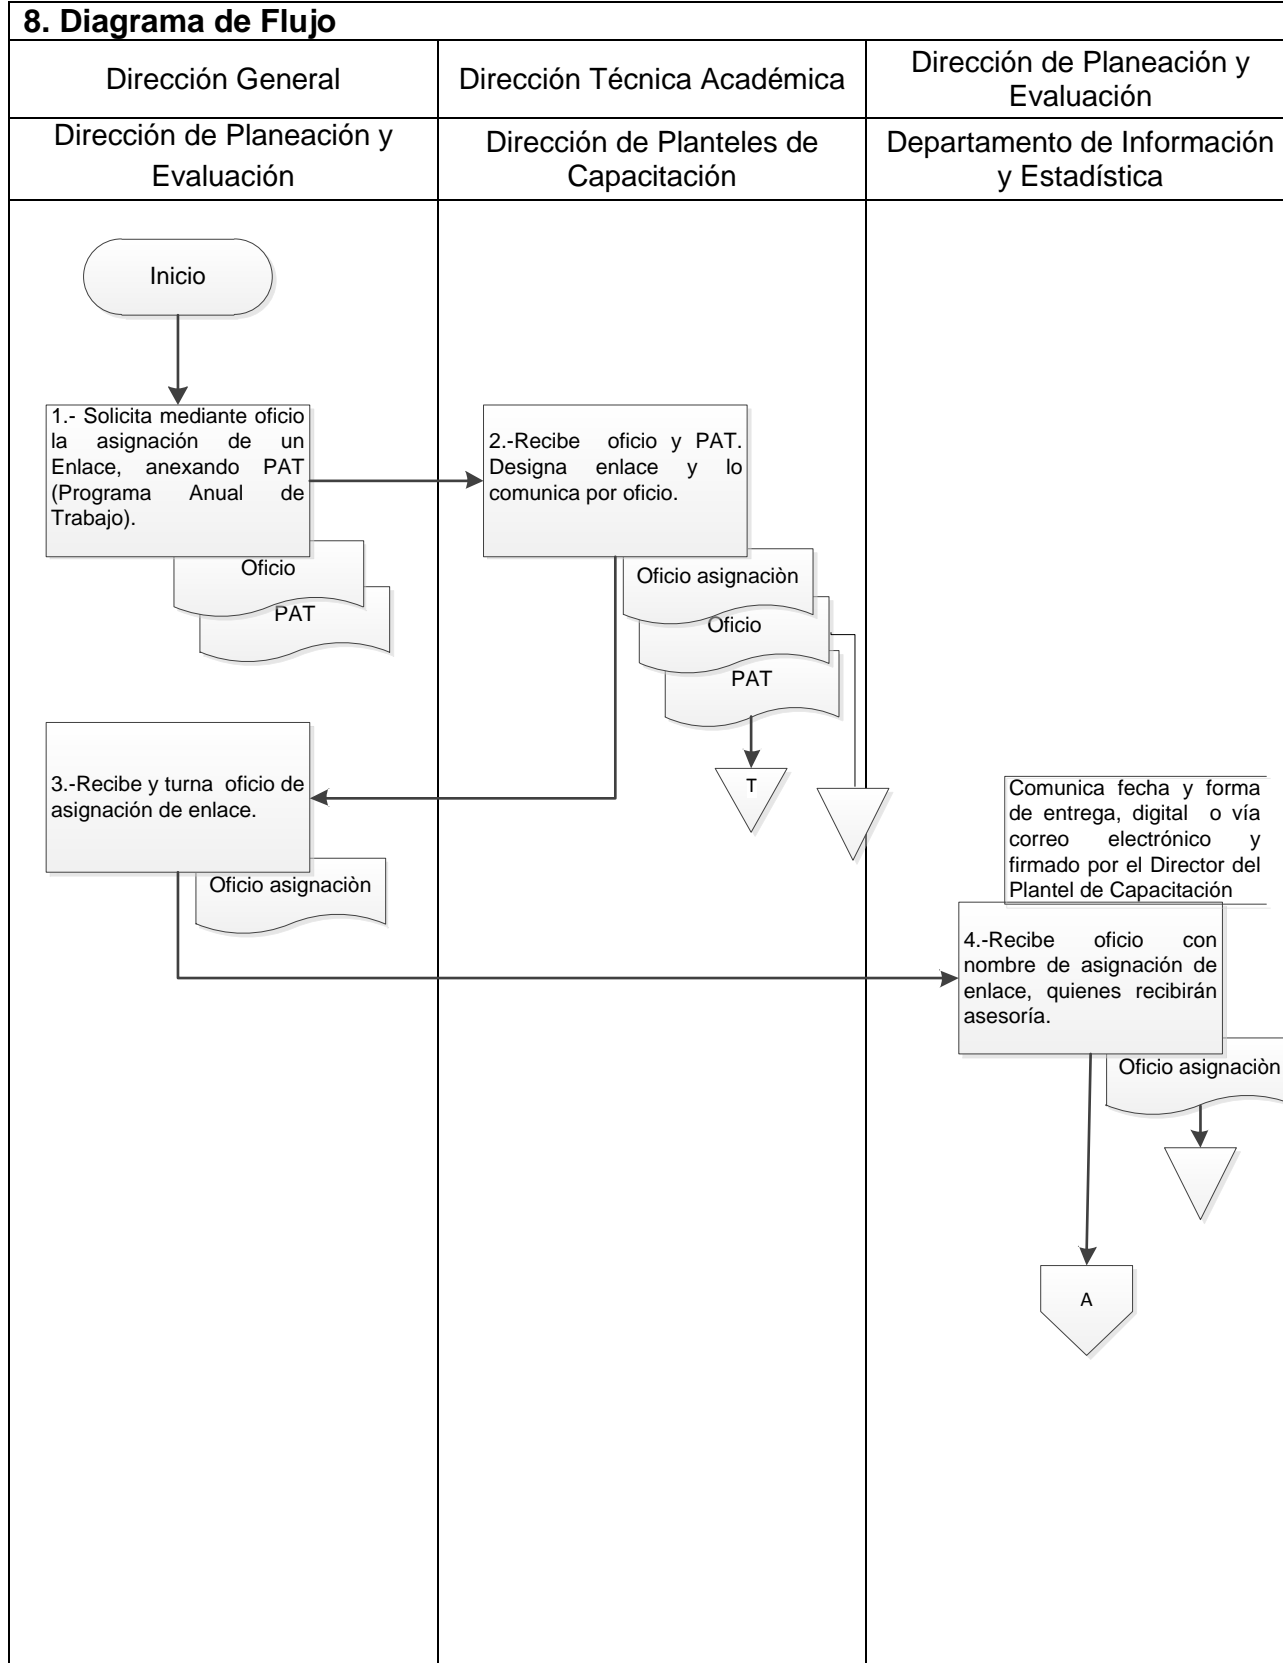 8. Diagrama de Flujo
Dirección General
Dirección Técnica Académica
Dirección de Planeación y
Evaluación
Dirección de Planeación y
Evaluación
Dirección de Planteles de
Capacitación
Departamento de Información
y Estadística
Inicio
1.- Solicita mediante oficio
la asignación de un
Enlace, anexando PAT
(Programa Anual de
Trabajo).
Oficio
PAT
2.-Recibe oficio y PAT.
Designa enlace y lo
comunica por oficio.
Oficio asignaciòn
Oficio
PAT
T
3.-Recibe y turna oficio de
asignación de enlace.
Oficio asignaciòn
Comunica fecha y forma
de entrega, digital o vía
correo electrónico y
firmado por el Director del
Plantel de Capacitación
4.-Recibe oficio con
nombre de asignación de
enlace, quienes recibirán
asesoría.
Oficio asignaciòn
A